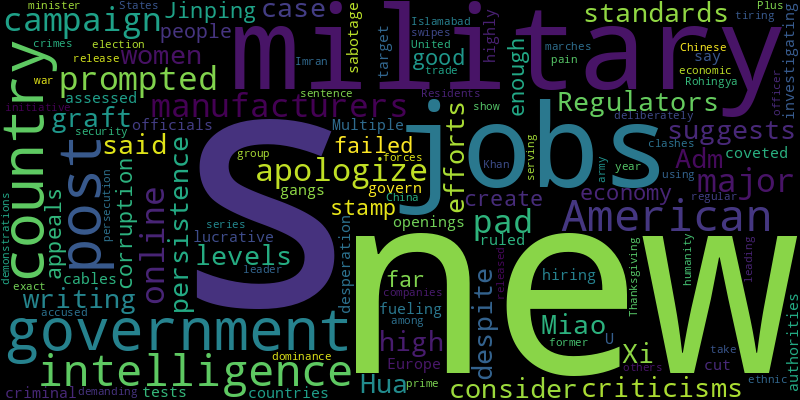 minister
States
Jinping
case
military
Islamabad
swipes
United
trade
highly
standards
Plus
tiring
campaign
people
sabotage
target
good
enough
marches
pain
Chinese
say
economic
Rohingya
investigating
election
release
crimes
war
women
Imran
prompted
assessed
sentence
Residents
show
Regulators
deliberately
officer
initiative
manufacturers
graft
security
officials
Multiple
efforts
jobs
clashes
suggests
country
post
said
S
failed
forces
group
apologize
Khan
serving
army
year
using
Adm
coveted
major
regular
persecution
corruption
persistence
gangs
govern
China
stamp
create
economy
demonstrations
appeals
online
series
lucrative
leader
openings
pad
ruled
American
levels
desperation
new
cables
exact
writing
accused
far
companies
fueling
among
despite
released
hiring
Thanksgiving
humanity
leading
government
high
Miao
U
former
Xi
take
cut
others
authorities
intelligence
dominance
Europe
prime
Hua
criminal
demanding
tests
countries
consider
criticisms
ethnic